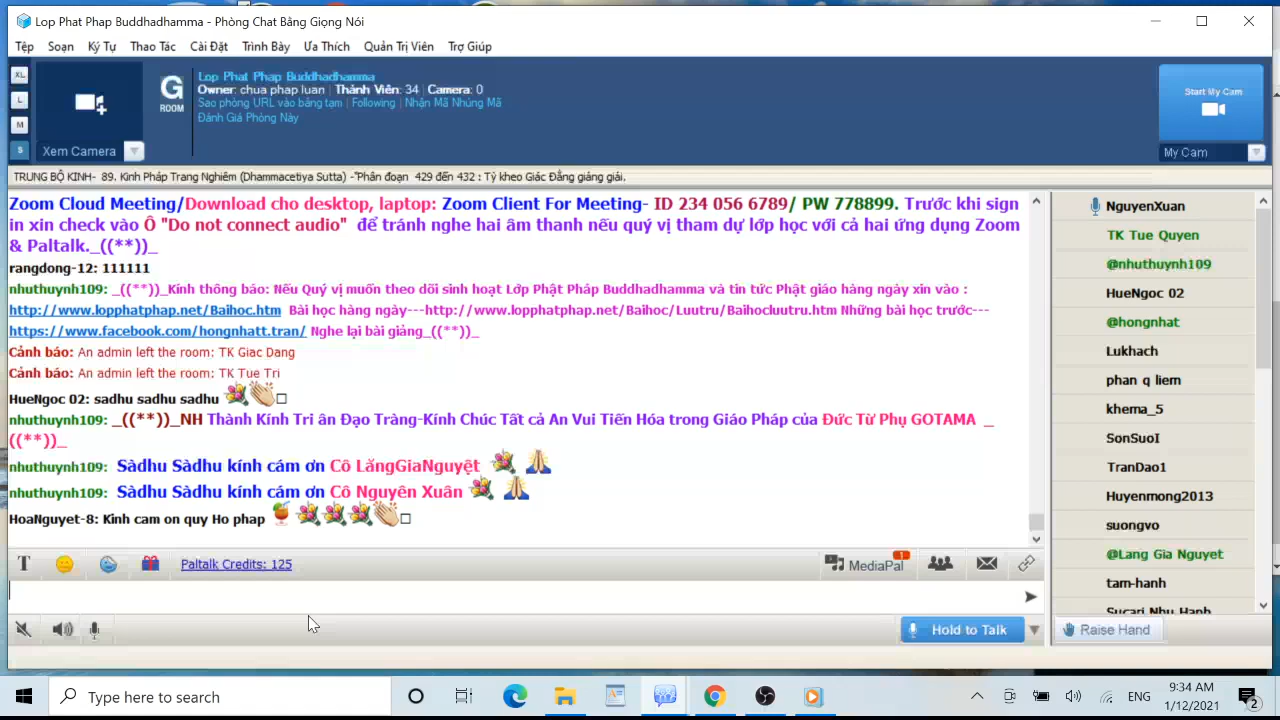 Lop Phat Phap Buddhadhamma - Phòng Chat Bằng Giọng Nói
Tệp Soạn Ký Tự Thao Tác Cài Đặt Trình Bày Ưa Thích Quản Trị Viên Trợ Giúp
XL
L
M
S
Xem Camera
G
ROOM
Lop Phat Phap Buddhadhamma
Owner: chua phap luan | Thành Viên: 34 | Camera: 0
Sao phòng URL vào bảng tạm | Following | Nhận Mã Nhúng Mã
Đánh Giá Phòng Này
Start My Cam
My Cam
TRUNG BỘ KINH- 89. Kinh Pháp Trang Nghiêm (Dhammacetiya Sutta) -"Phân đoạn 429 đến 432 : Tỳ kheo Giác Đẳng giảng giải.
Zoom Cloud Meeting/Download cho desktop, laptop: Zoom Client For Meeting- ID 234 056 6789/ PW 778899. Trước khi sign
in xin check vào Ô "Do not connect audio" để tránh nghe hai âm thanh nếu quý vị tham dự lớp học với cả hai ứng dụng Zoom
& Paltalk._((**))_
rangdong-12: 111111
nhuthuynh109: _((**))_Kính thông báo: Nếu Quý vị muốn theo dõi sinh hoạt Lớp Phật Pháp Buddhadhamma và tin tức Phật giáo hàng ngày xin vào :
http://www.lopphatphap.net/Baihoc.htm Bài học hàng ngày---http://www.lopphatphap.net/Baihoc/Luutru/Baihocluutru.htm Những bài học trước---
https://www.facebook.com/hongnhatt.tran/ Nghe lại bài giảng_((**))_
Cảnh báo: An admin left the room: TK Giac Dang
Cảnh báo: An admin left the room: TK Tue Tri
HueNgoc 02: sadhu sadhu sadhu
nhuthuynh109: _((**))_NH Thành Kính Tri ân Đạo Tràng-Kính Chúc Tất cả An Vui Tiến Hóa trong Giáo Pháp của Đức Từ Phụ GOTAMA _
((**))_
nhuthuynh109: Sàdhu Sàdhu kính cám ơn Cô LăngGiaNguyệt
nhuthuynh109: Sàdhu Sàdhu kính cám ơn Cô Nguyên Xuân
HoaNguyet-8: Kinh cam on quy Ho phap
NguyenXuan
TK Tue Quyen
@nhuthuynh109
HueNgoc 02
@hongnhat
Lukhach
phan q liem
khema_5
SonSuoI
TranDao1
Huyenmong2013
suongvo
@Lang Gia Nguyet
tam-hanh
Sucari Nhu Hanh
T Paltalk Credits: 125 MediaPal 1
Hold to Talk Raise Hand
Type here to search
ENG
9:34 AM
1/12/2021
2